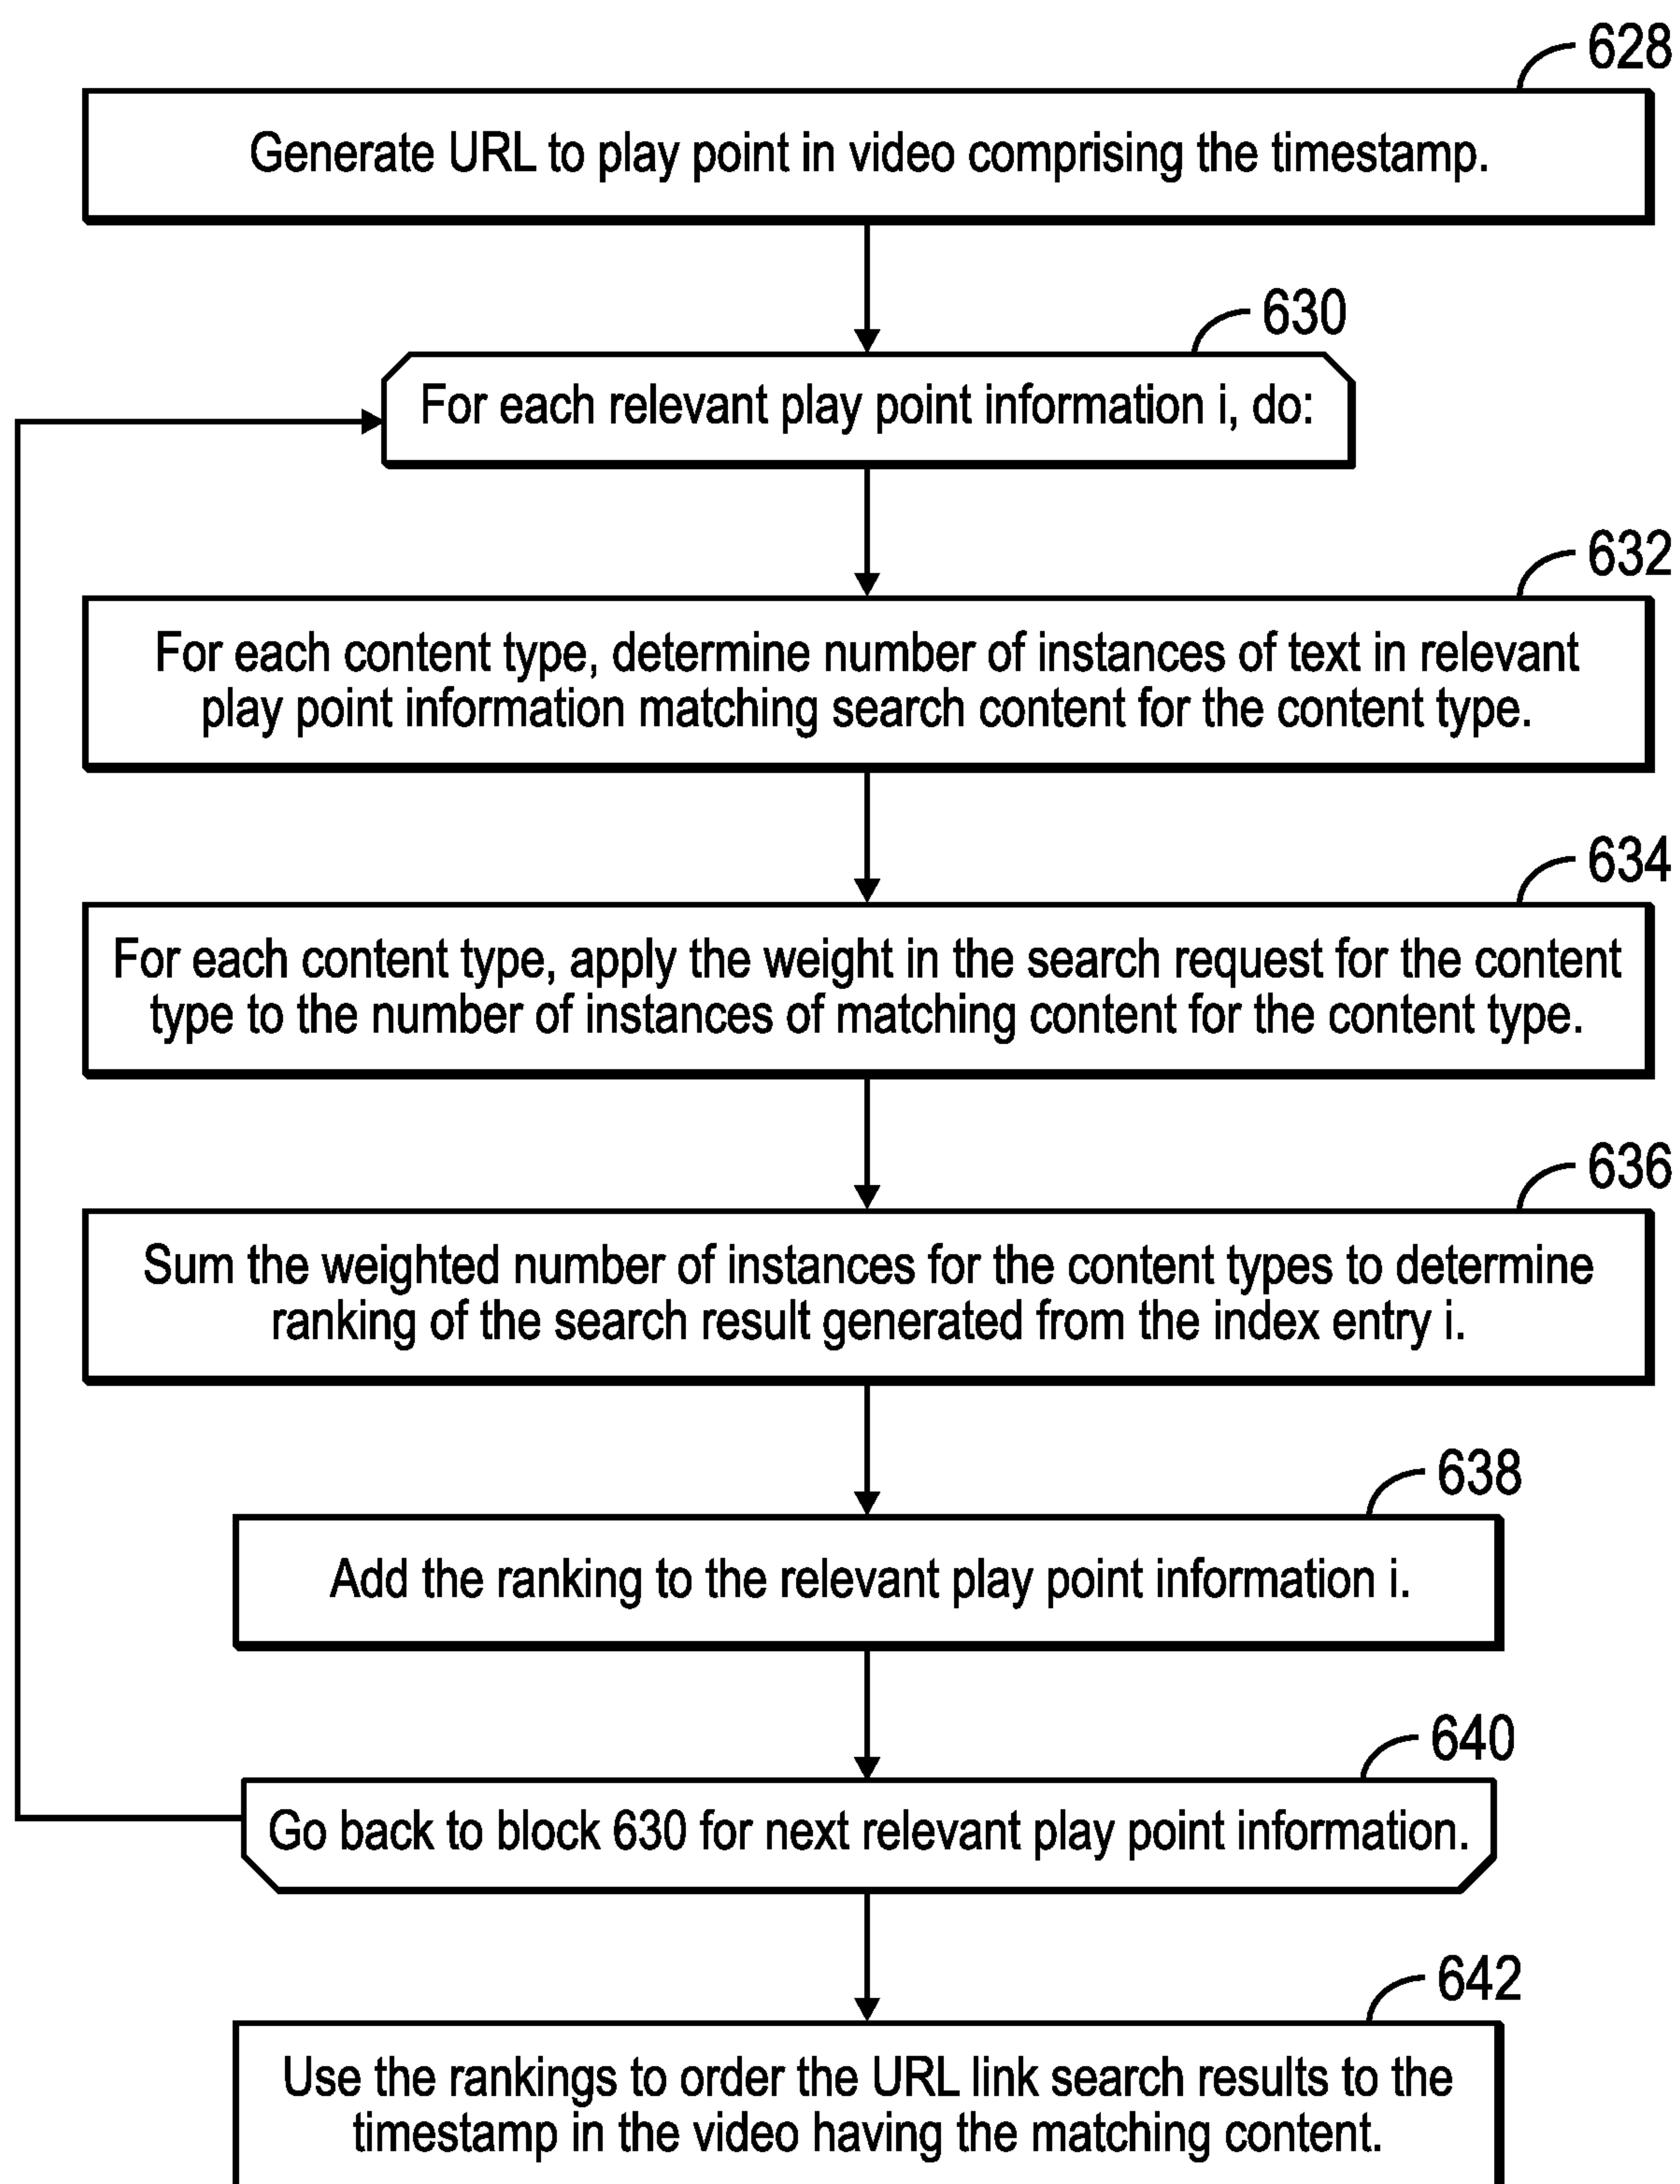 628
Generate URL to play point in video comprising the timestamp.
630
For each relevant play point information i, do:
632
For each content type, determine number of instances of text in relevant
play point information matching search content for the content type.
634
For each content type, apply the weight in the search request for the content
type to the number of instances of matching content for the content type.
636
Sum the weighted number of instances for the content types to determine
ranking of the search result generated from the index entry i.
638
Add the ranking to the relevant play point information i.
640
Go back to block 630 for next relevant play point information.
642
Use the rankings to order the URL link search results to the
timestamp in the video having the matching content.